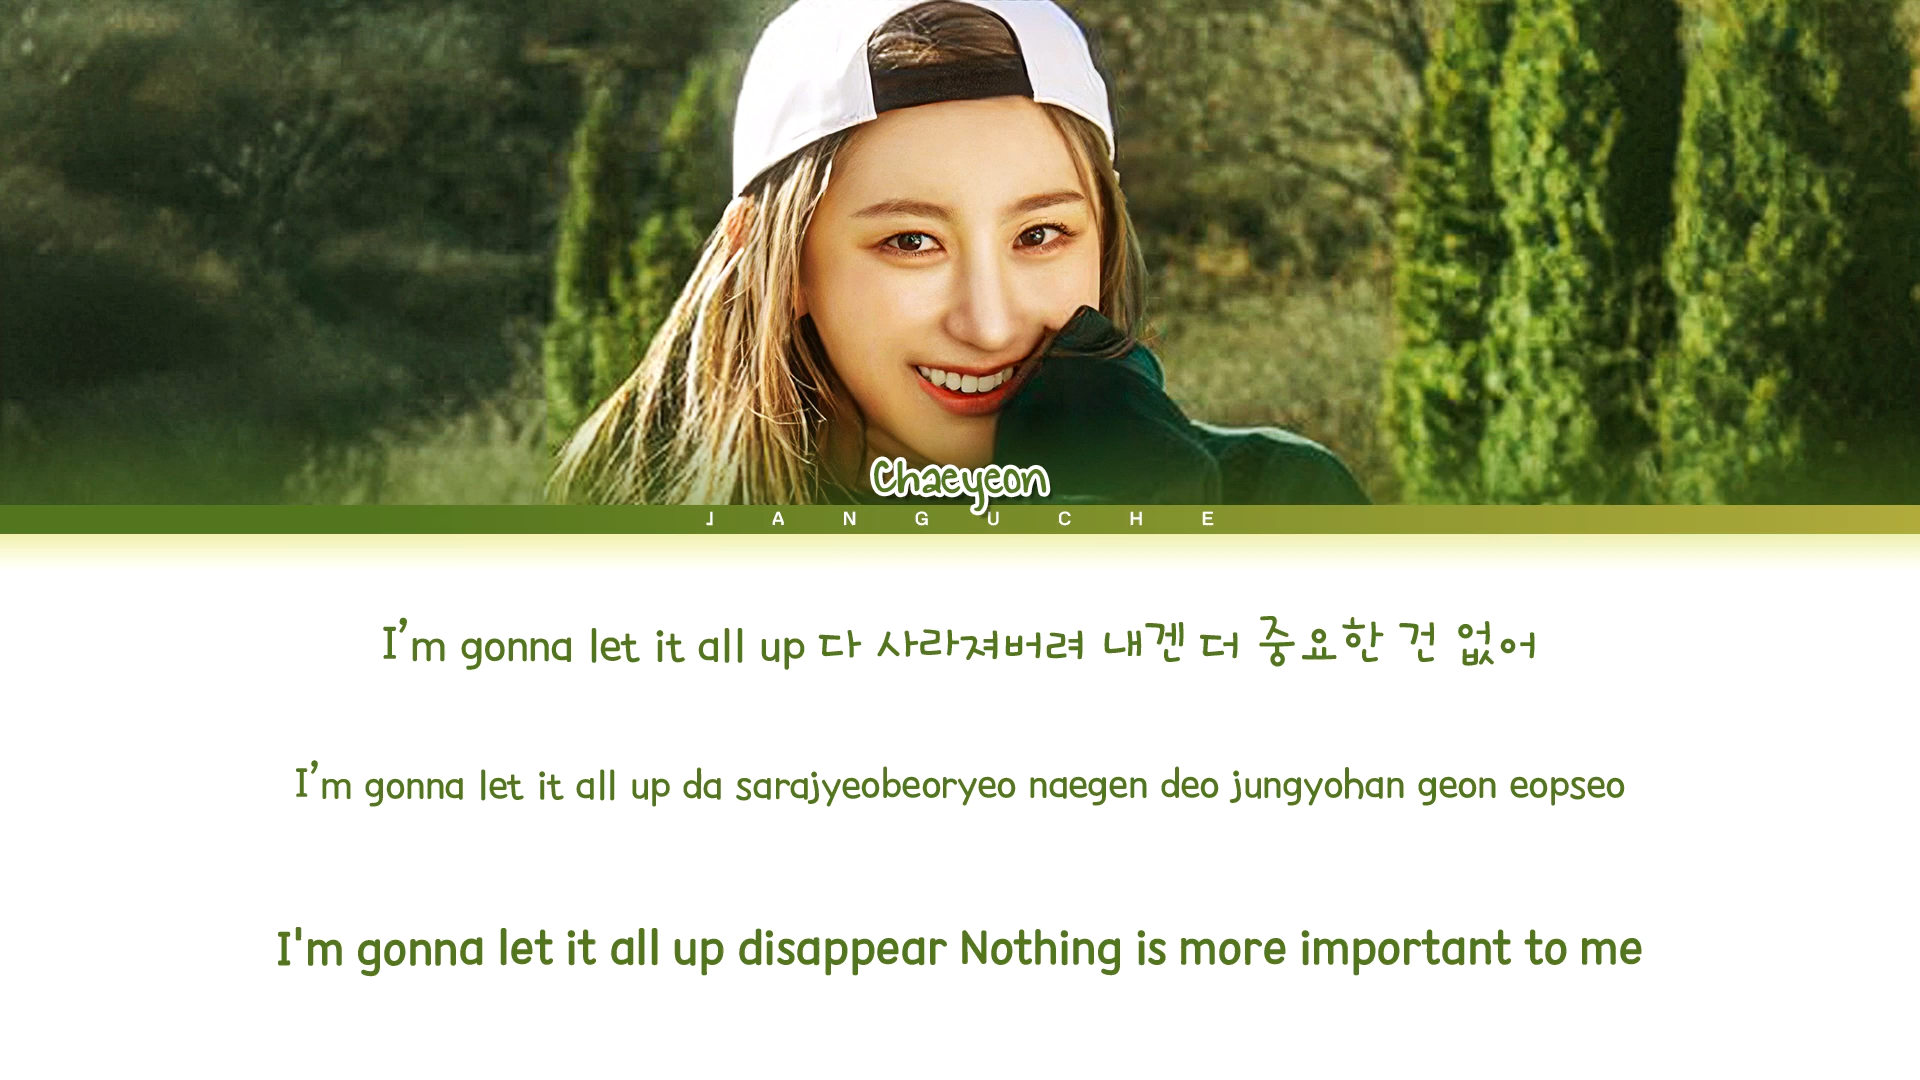 Chaeyeon
JANGUCHE
I’m gonna let it all up 다 사라져버려 내겐 더 중요한 건 없어
I’m gonna let it all up da sarajyeobeoryeo naegen deo jungyohan geon eopseo
I'm gonna let it all up disappear Nothing is more important to me